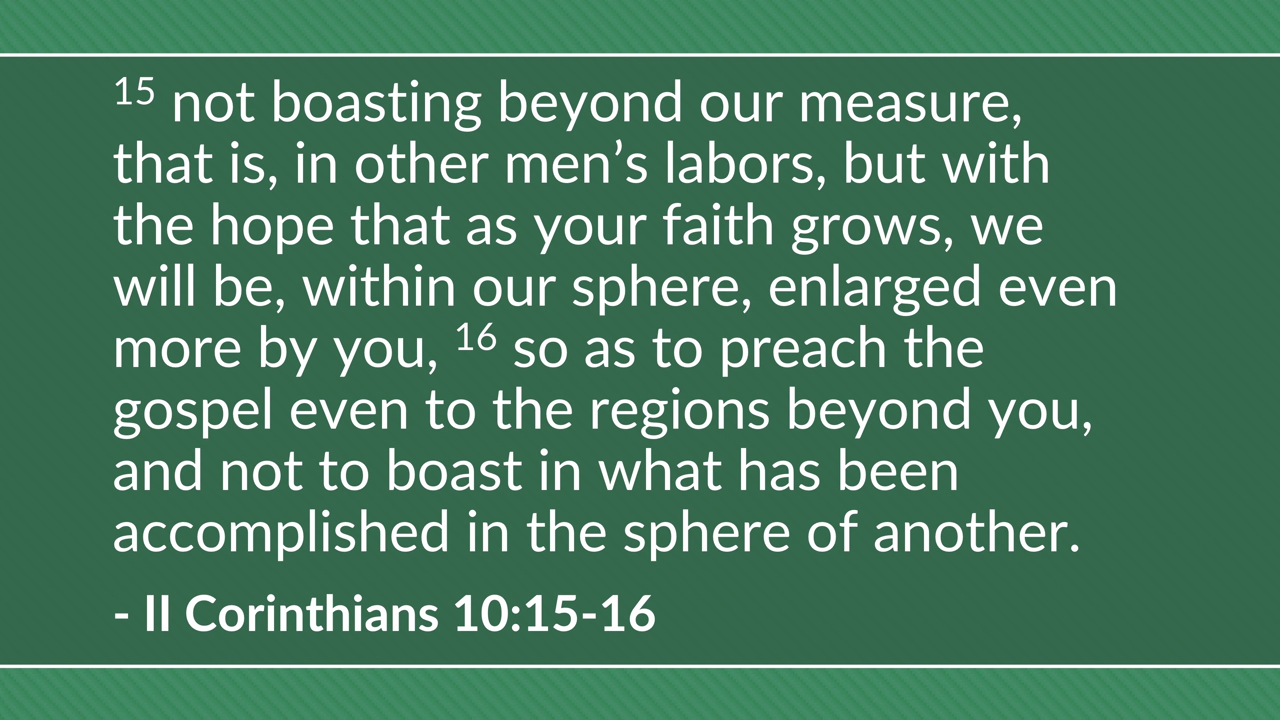 15 not boasting beyond our measure,
that is, in other men’s labors, but with
the hope that as your faith grows, we
will be, within our sphere, enlarged even
more by you, 16 so as to preach the
gospel even to the regions beyond you,
and not to boast in what has been
accomplished in the sphere of another.
- II Corinthians 10:15-16